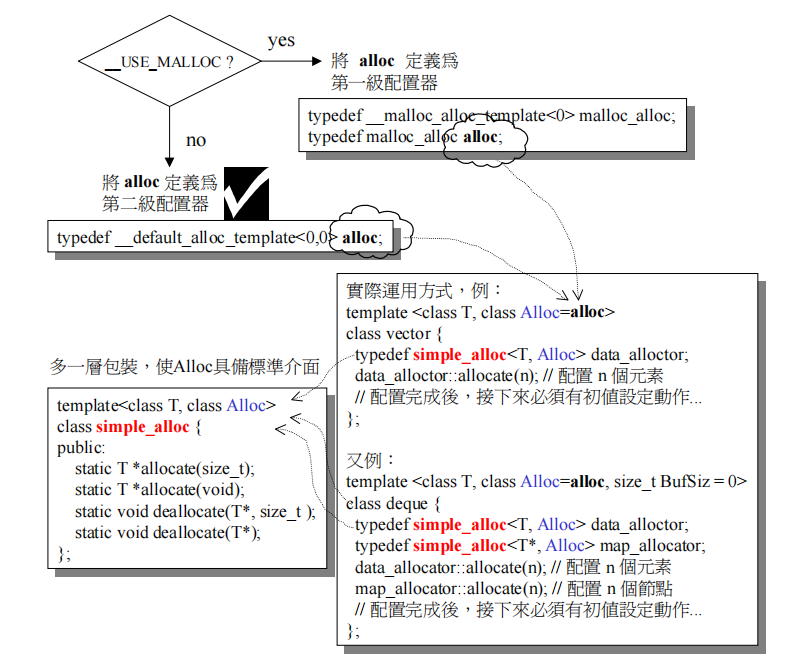 __USE_MALLOC ?
yes
將 alloc 定義爲
第一級配置器
typedef __malloc_alloc_template<0> malloc_alloc;
typedef malloc_alloc alloc;
no
將 alloc 定義爲
第二級配置器
typedef __default_alloc_template<0,0> alloc;
實際運用方式，例：
template <class T, class Alloc=alloc>
class vector {
typedef simple_alloc<T, Alloc> data_alloctor;
data_alloctor::allocate(n); // 配置 n 個元素
// 配置完成後，接下來必須有初值設定動作...
};
又例：
template <class T, class Alloc=alloc, size_t BufSiz = 0>
class deque {
typedef simple_alloc<T, Alloc> data_alloctor;
typedef simple_alloc<T*, Alloc> map_allocator;
data_allocator::allocate(n); // 配置 n 個元素
map_allocator::allocate(n); // 配置 n 個節點
// 配置完成後，接下來必須有初值設定動作...
};
多一層包裝，使Alloc具備標準介面
template<class T, class Alloc>
class simple_alloc {
public:
static T *allocate(size_t);
static T *allocate(void);
static void deallocate(T*, size_t );
static void deallocate(T*);
};